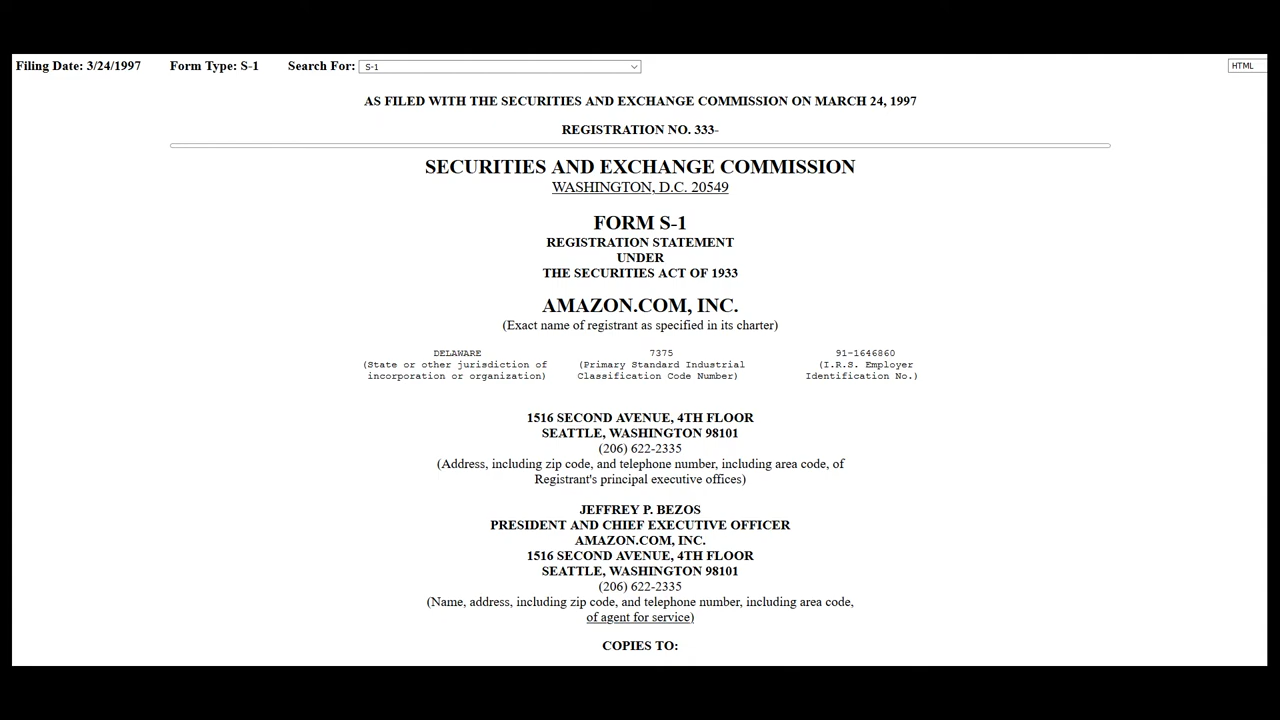 Filing Date: 3/24/1997 Form Type: S-1 Search For: S-1 HTML
AS FILED WITH THE SECURITIES AND EXCHANGE COMMISSION ON MARCH 24, 1997
REGISTRATION NO. 333-
SECURITIES AND EXCHANGE COMMISSION
WASHINGTON, D.C. 20549
FORM S-1
REGISTRATION STATEMENT
UNDER
THE SECURITIES ACT OF 1933
AMAZON.COM, INC.
(Exact name of registrant as specified in its charter)
DELAWARE 7375 91-1646860
(State or other jurisdiction of (Primary Standard Industrial (I.R.S. Employer
incorporation or organization) Classification Code Number) Identification No.)
1516 SECOND AVENUE, 4TH FLOOR
SEATTLE, WASHINGTON 98101
(206) 622-2335
(Address, including zip code, and telephone number, including area code, of
Registrant's principal executive offices)
JEFFREY P. BEZOS
PRESIDENT AND CHIEF EXECUTIVE OFFICER
AMAZON.COM, INC.
1516 SECOND AVENUE, 4TH FLOOR
SEATTLE, WASHINGTON 98101
(206) 622-2335
(Name, address, including zip code, and telephone number, including area code,
of agent for service)
COPIES TO: